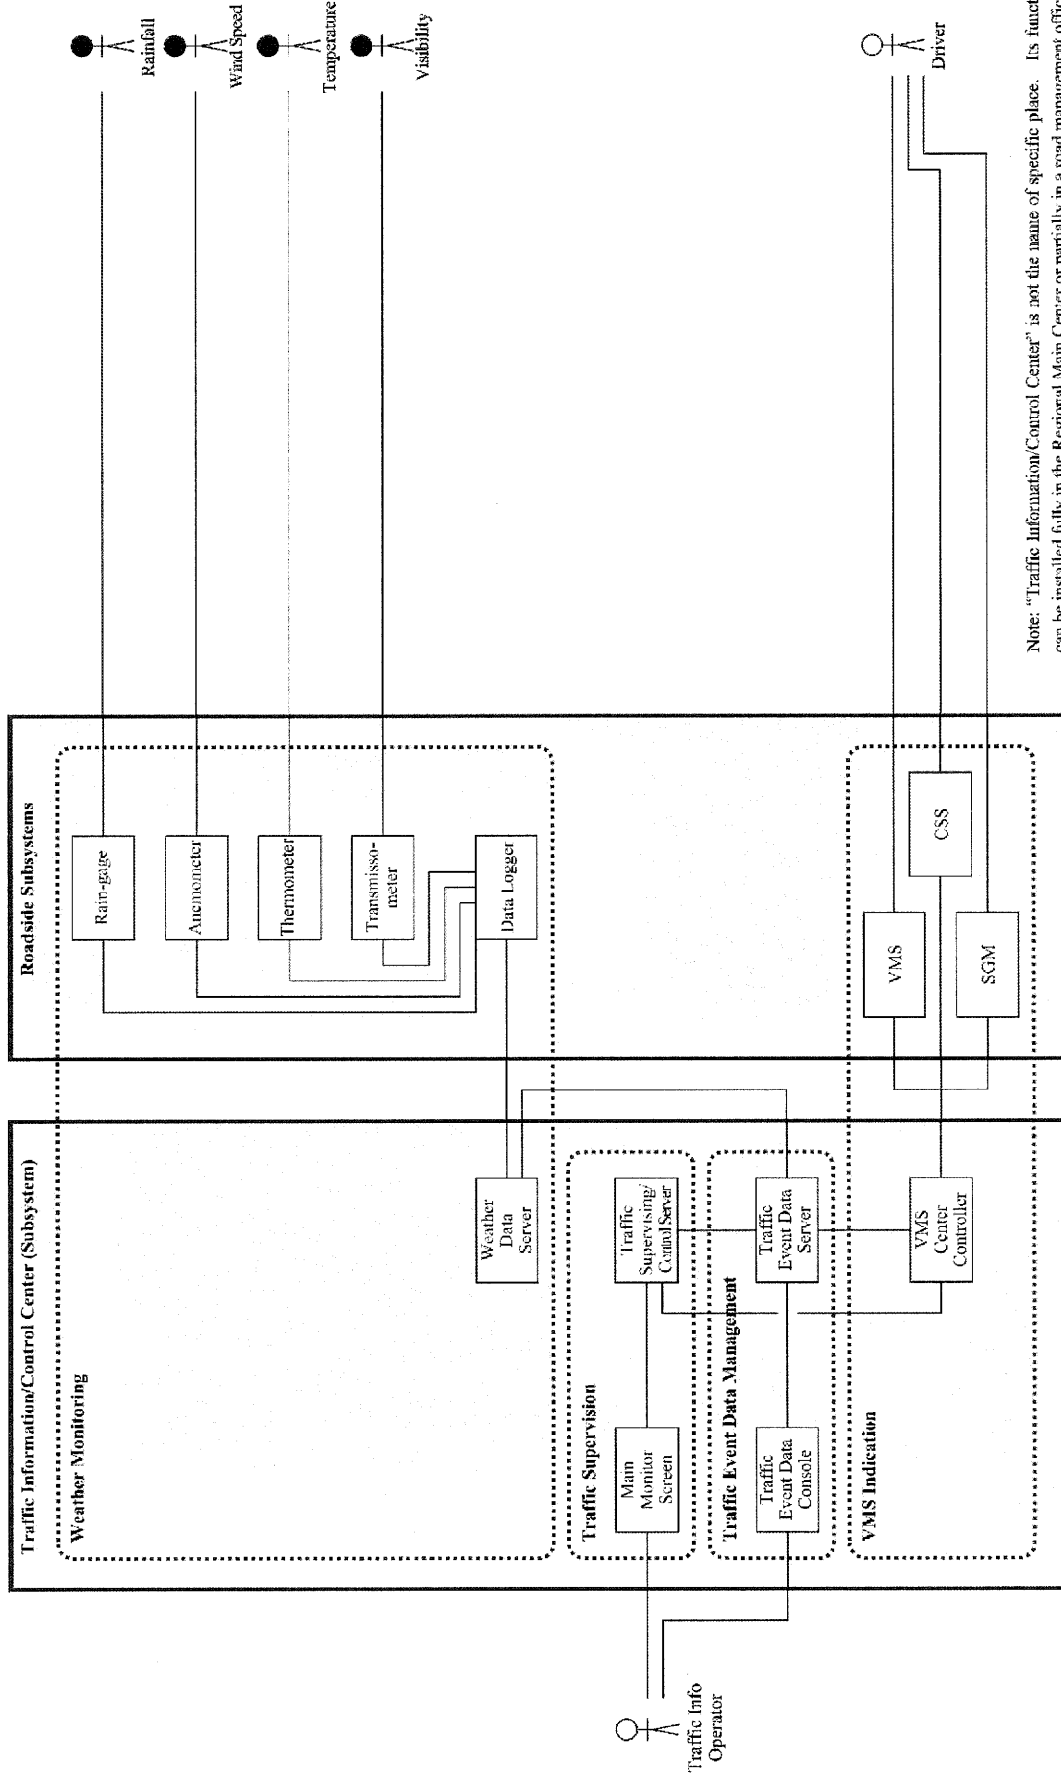 Traffic Information/Control Center (Subsystem)
Roadside Subsystems
Weather Monitoring
Rain-gage
Rainfall
Anemometer
Wind Speed
Thermometer
Temperature
Transmisso-
meter
Visibility
Weather
Data
Server
Data Logger
Traffic Supervision
Main
Monitor
Screen
Traffic
Supervising/
Control Server
Traffic Info
Operator
Traffic Event Data Management
Traffic
Event Data
Console
Traffic
Event Data
Server
VMS Indication
VMS
Center
Controller
VMS
CSS
SGM
Driver
Note: "Traffic Information/Control Center" is not the name of specific place. Its funct
can be installed fully in the Regional Main Center or partially in a road management offic